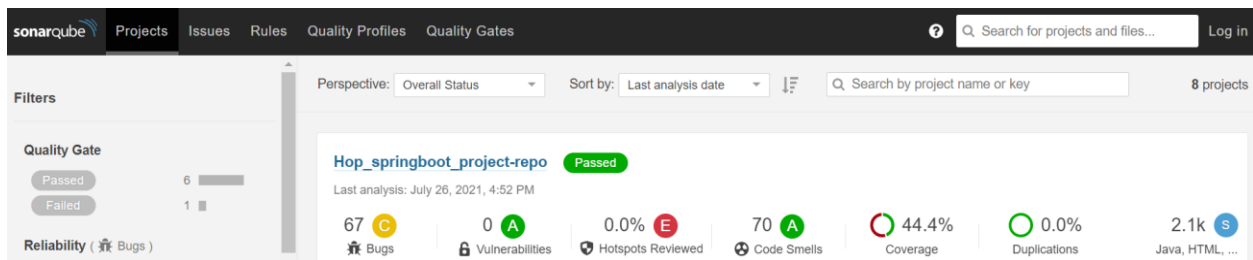 sonarqube Projects Issues Rules Quality Profiles Quality Gates ? Search for projects and files... Log in
Filters
Quality Gate
Passed 6
Failed 1
Reliability ( Bugs )
Perspective: Overall Status Sort by: Last analysis date Search by project name or key 8 projects
Hop_springboot_project-repo Passed
Last analysis: July 26, 2021, 4:52 PM
67 C 0 A 0.0% E 70 A 44.4% 0.0% 2.1k S
Bugs Vulnerabilities Hotspots Reviewed Code Smells Coverage Duplications Java, HTML, ...